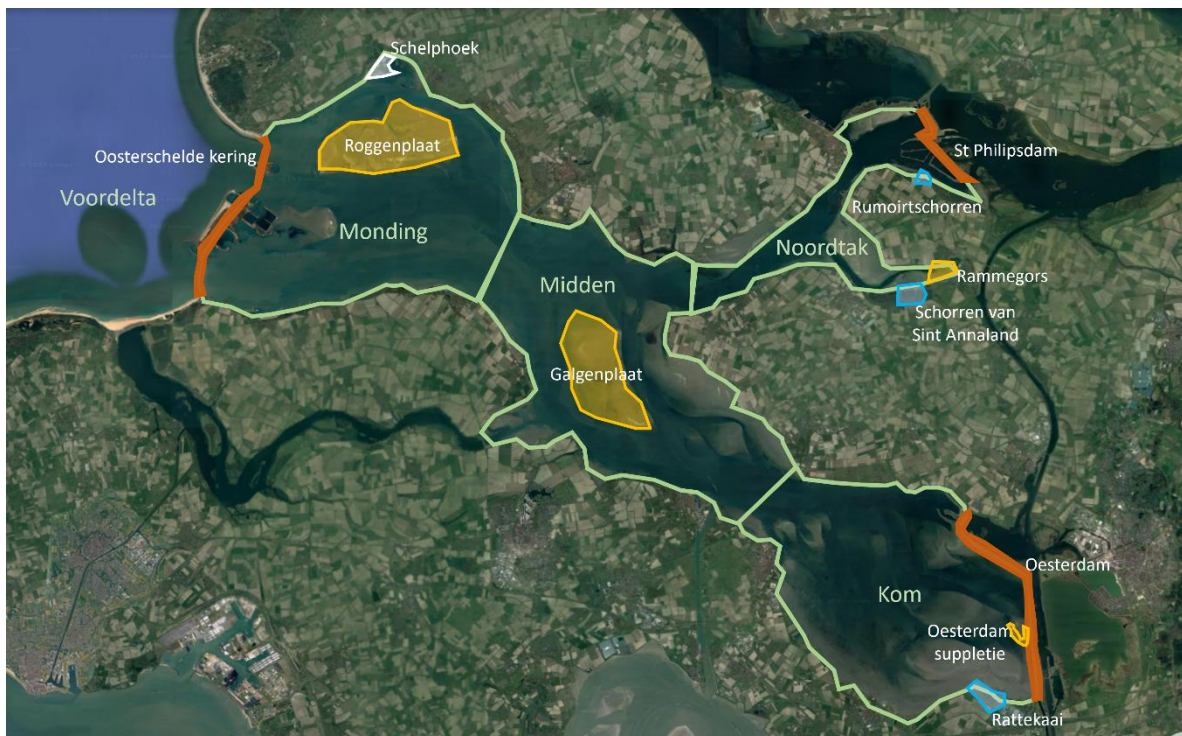 Schelphoek
Roggenplaat
Oosterschelde kering
Voordelta
Monding
St Philipsdam
Rumoirtschorren
Noordtak
Rammegors
Schorren van
Sint Annaland
Midden
Galgenplaat
Oesterdam
Kom
Oesterdam
suppletie
Rattekaai